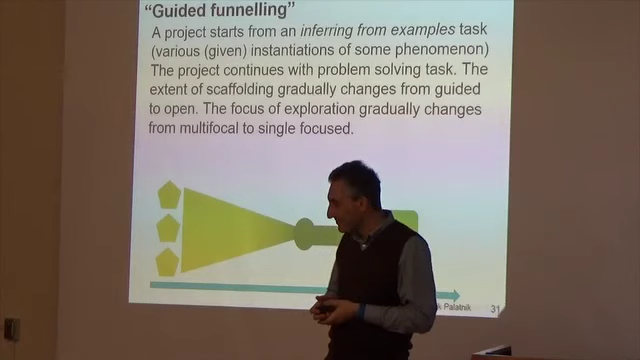 “Guided funnelling”
A project starts from an inferring from examples task
(various (given) instantiations of some phenomenon)
The project continues with problem solving task. The
extent of scaffolding gradually changes from guided
to open. The focus of exploration gradually changes
from multifocal to single focused.
Palatnik
31